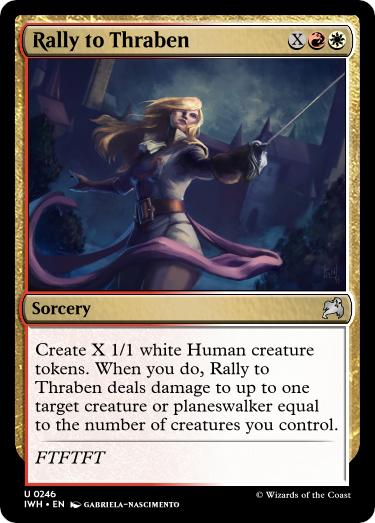 Rally to Thraben X
Sorcery
Create X 1/1 white Human creature
tokens. When you do, Rally to
Thraben deals damage to up to one
target creature or planeswalker equal
to the number of creatures you control.
FTFTFT
U 0246
IWH • EN GABRIELA-NASCIMENTO © Wizards of the Coast